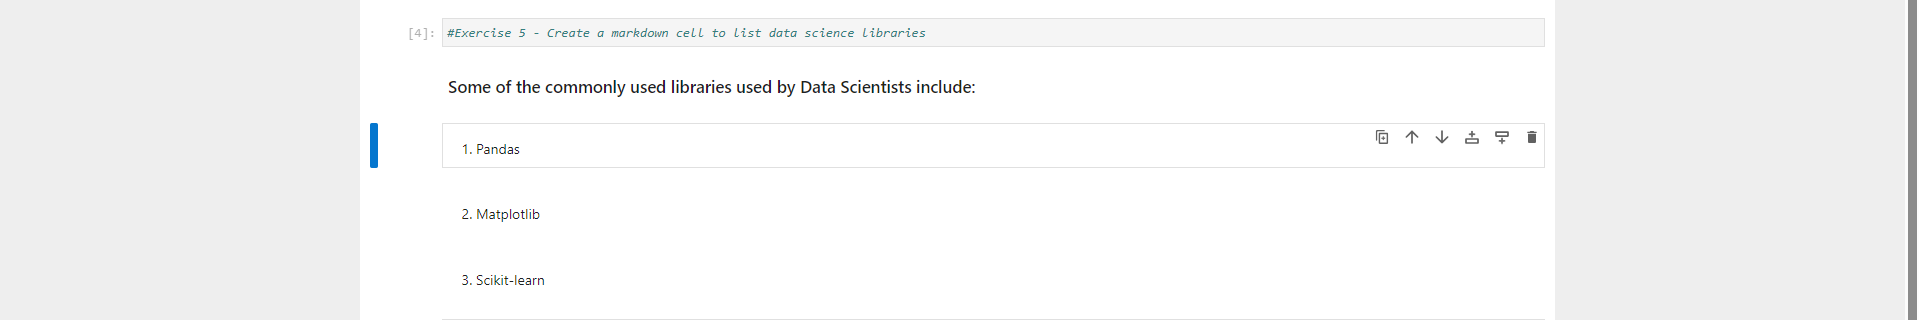 [4]: #Exercise 5 - Create a markdown cell to list data science libraries
Some of the commonly used libraries used by Data Scientists include:
1. Pandas
2. Matplotlib
3. Scikit-learn